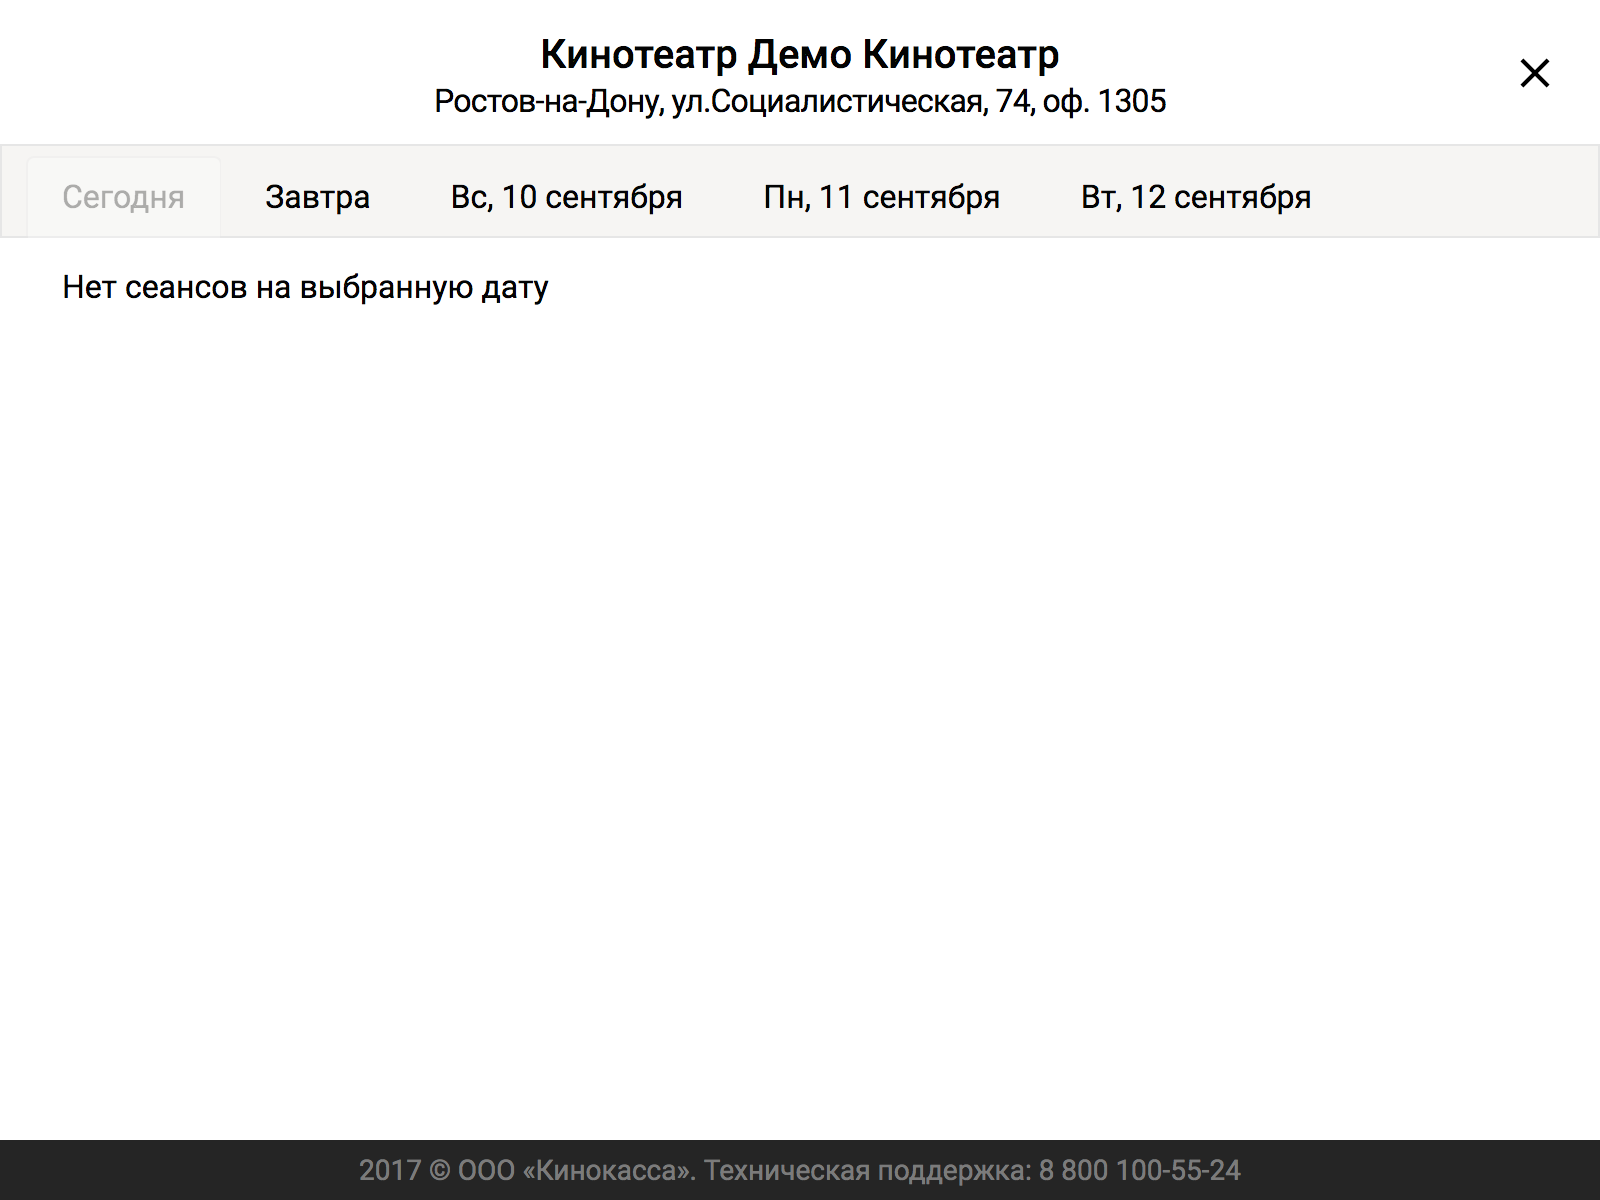 Кинотеатр Демо Кинотеатр
Ростов-на-Дону, ул.Социалистическая, 74, оф. 1305
Сегодня Завтра Вс, 10 сентября Пн, 11 сентября Вт, 12 сентября
Нет сеансов на выбранную дату
2017 © ООО «Кинокасса». Техническая поддержка: 8 800 100-55-24